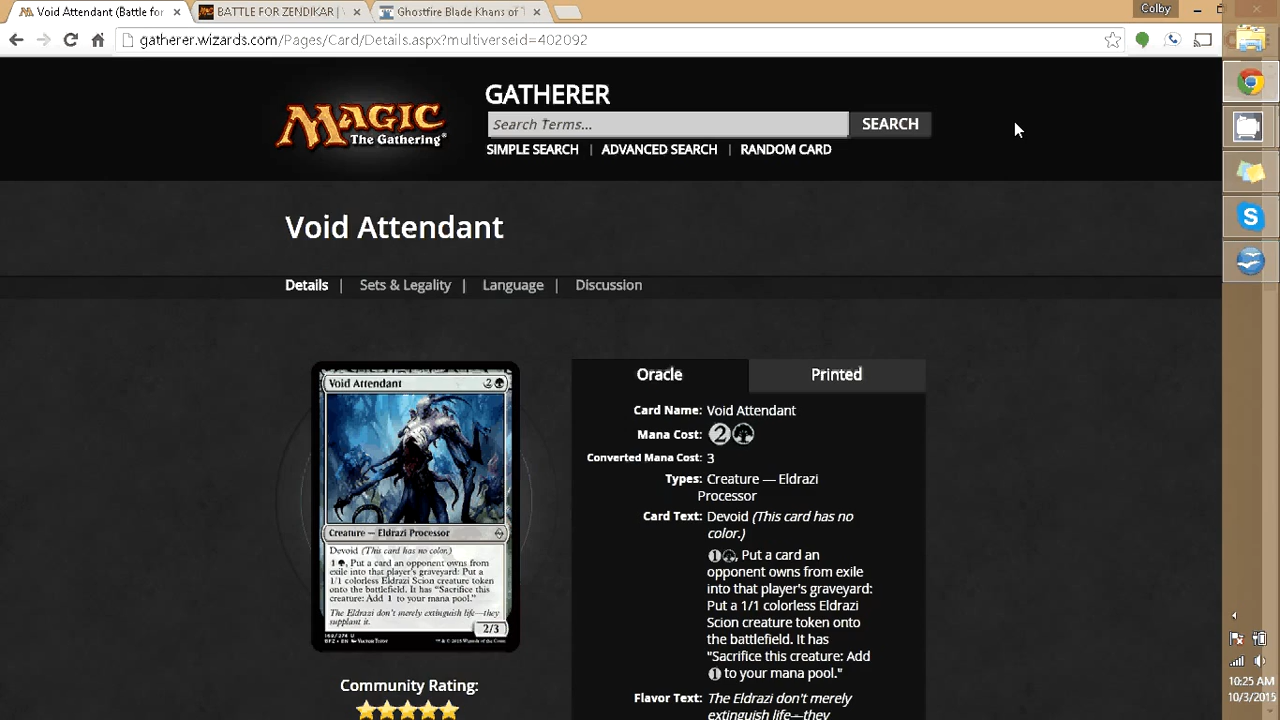 Void Attendant (Battle for
BATTLE FOR ZENDIKAR |
Ghostfire Blade Khans of
Colby
gatherer.wizards.com/Pages/Card/Details.aspx?multiverseid=402092
MAGIC
The Gathering®
GATHERER
Search Terms...
SEARCH
SIMPLE SEARCH | ADVANCED SEARCH | RANDOM CARD
Void Attendant
Details | Sets & Legality | Language | Discussion
Void Attendant 2
Creature — Eldrazi Processor
Devoid (This card has no color.)
1 , Put a card an opponent owns from
exile into that player's graveyard: Put a
1/1 colorless Eldrazi Scion creature token
onto the battlefield. It has "Sacrifice this
creature: Add 1 to your mana pool."
The Eldrazi don't merely extinguish life—they
supplant it.
2/3
Oracle
Printed
Card Name: Void Attendant
Mana Cost: 2
Converted Mana Cost: 3
Types: Creature — Eldrazi
Processor
Card Text: Devoid (This card has no
color.)
1 , Put a card an
opponent owns from exile
into that player's graveyard:
Put a 1/1 colorless Eldrazi
Scion creature token onto
the battlefield. It has
"Sacrifice this creature: Add
1 to your mana pool."
Flavor Text: The Eldrazi don't merely
extinguish life—they
Community Rating:
10:25 AM
10/3/2015